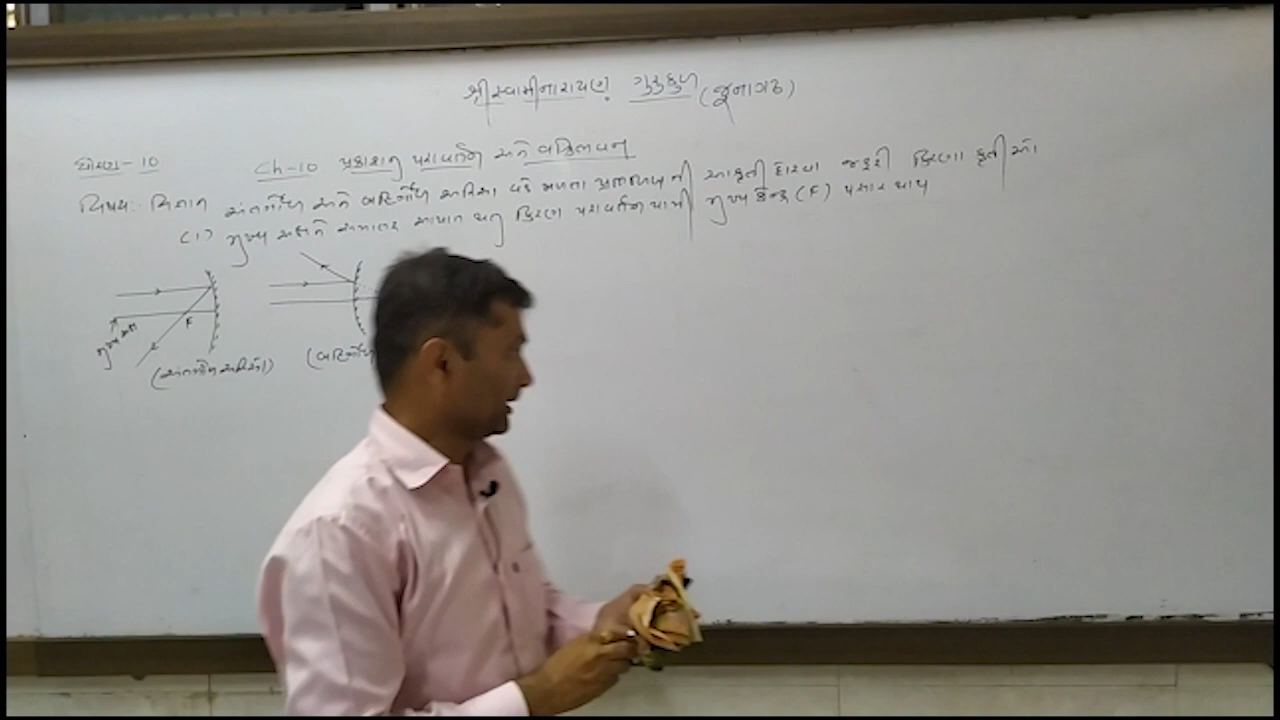 શ્રી સ્વામીનારાયણ ગુરુકુળ (જૂનાગઢ)
ધોરણ - 10 Ch-10 પ્રકાશનું પરાવર્તન અને વક્રીભવન
વિષય: વિજ્ઞાન અંતર્ગોળ અને બહિર્ગોળ અરીસા વડે મળતા પ્રતિબિંબ ની આકૃતી દોરવા જરૂરી કિરણા કૃતીઓ
(1) મુખ્ય અક્ષને સમાંતર આપાત થતુ કિરણ પરાવર્તન પામી મુખ્ય કેન્દ્ર (F) પસાર થાય
F
મુખ્ય અક્ષ
(અંતર્ગોળ અરીસો)
(બહિર્ગોળ